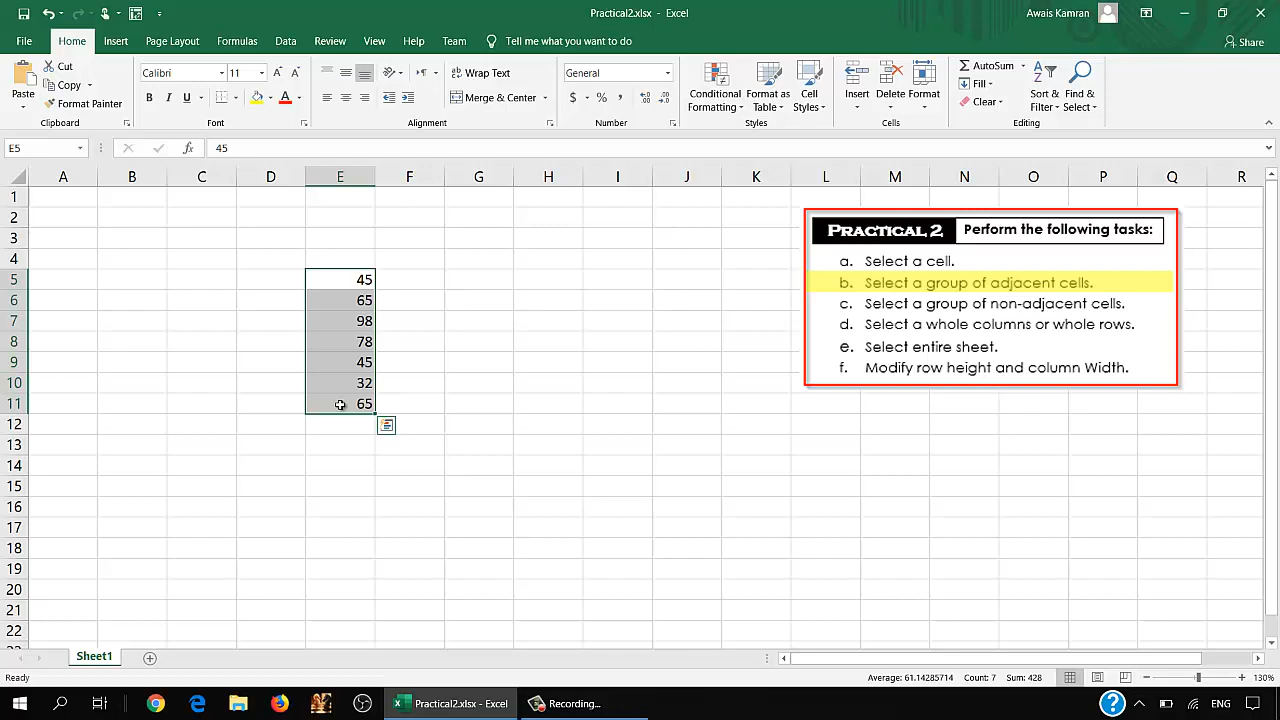 Practical2.xlsx - Excel
Awais Kamran
File Home Insert Page Layout Formulas Data Review View Help Team Tell me what you want to do Share
Paste Cut Copy Format Painter Clipboard
Calibri 11 B I U Font
Wrap Text Merge & Center Alignment
General $ % , Number
Conditional Formatting Format as Table Cell Styles Styles
Insert Delete Format Cells
AutoSum Fill Clear Sort & Filter Find & Select Editing
E5 fx 45
A B C D E F G H I J K L M N O P Q R
1
2
3
4
5 45
6 65
7 98
8 78
9 45
10 32
11 65
12
13
14
15
16
17
18
19
20
21
22
PRACTICAL 2 Perform the following tasks:
a. Select a cell.
b. Select a group of adjacent cells.
c. Select a group of non-adjacent cells.
d. Select a whole columns or whole rows.
e. Select entire sheet.
f. Modify row height and column Width.
Sheet1
Ready Average: 61.14285714 Count: 7 Sum: 428 130%
Practical2.xlsx - Excel Recording... ENG